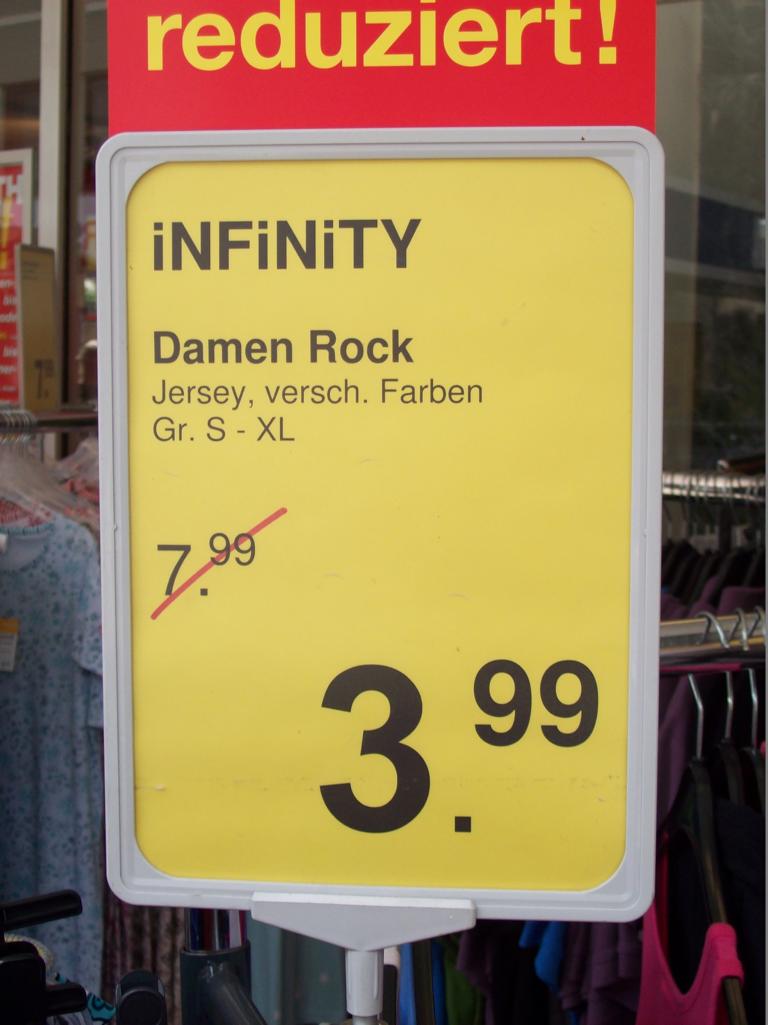 reduziert!
iNFiNiTY
Damen Rock
Jersey, versch. Farben
Gr. S - XL
7.99
3.99